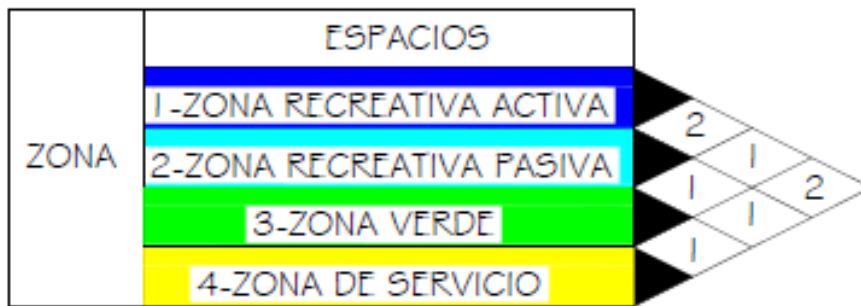 ESPACIOS
1-ZONA RECREATIVA ACTIVA
2
ZONA
2-ZONA RECREATIVA PASIVA
1
1
2
3-ZONA VERDE
1
1
4-ZONA DE SERVICIO